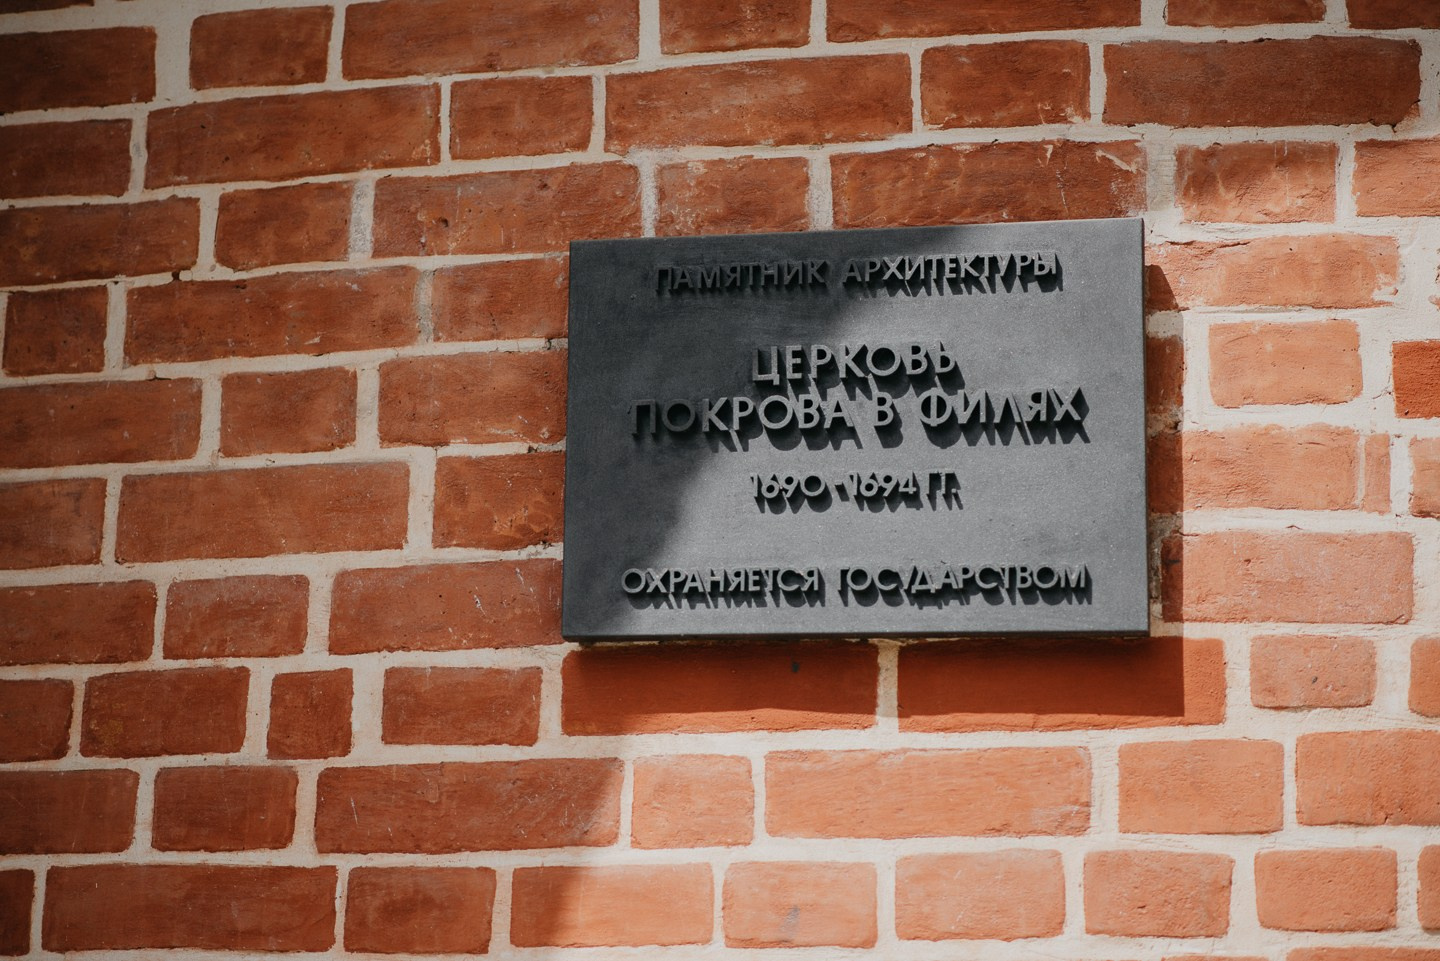 ПАМЯТНИК АРХИТЕКТУРЫ
ЦЕРКОВЬ
ПОКРОВА В ФИЛЯХ
1690-1694 ГГ.
ОХРАНЯЕТСЯ ГОСУДАРСТВОМ